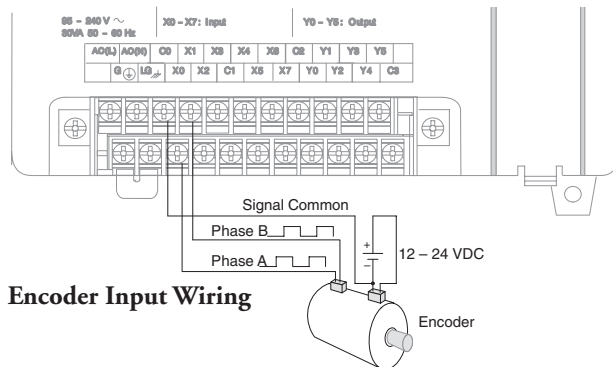 95 – 240 V ~ X0 – X7: Input Y0 – Y5: Output
30VA 50 – 60 Hz
AC(L) AC(N) C0 X1 X3 X4 X6 C2 Y1 Y3 Y5
G LG X0 X2 C1 X5 X7 Y0 Y2 Y4 C3
Signal Common
Phase B
+
12 – 24 VDC
Phase A
–
Encoder Input Wiring
Encoder